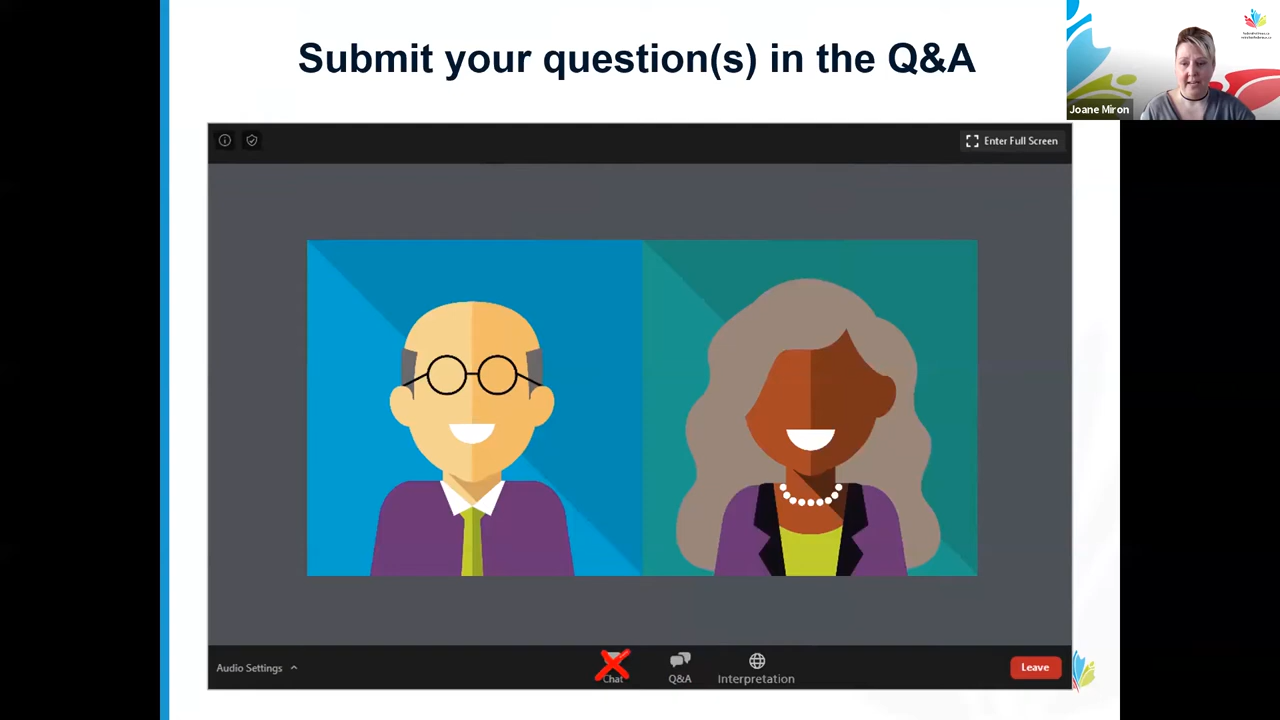 Submit your question(s) in the Q&A
Joane Miron
Enter Full Screen
Audio Settings
Chat
Q&A
Interpretation
Leave